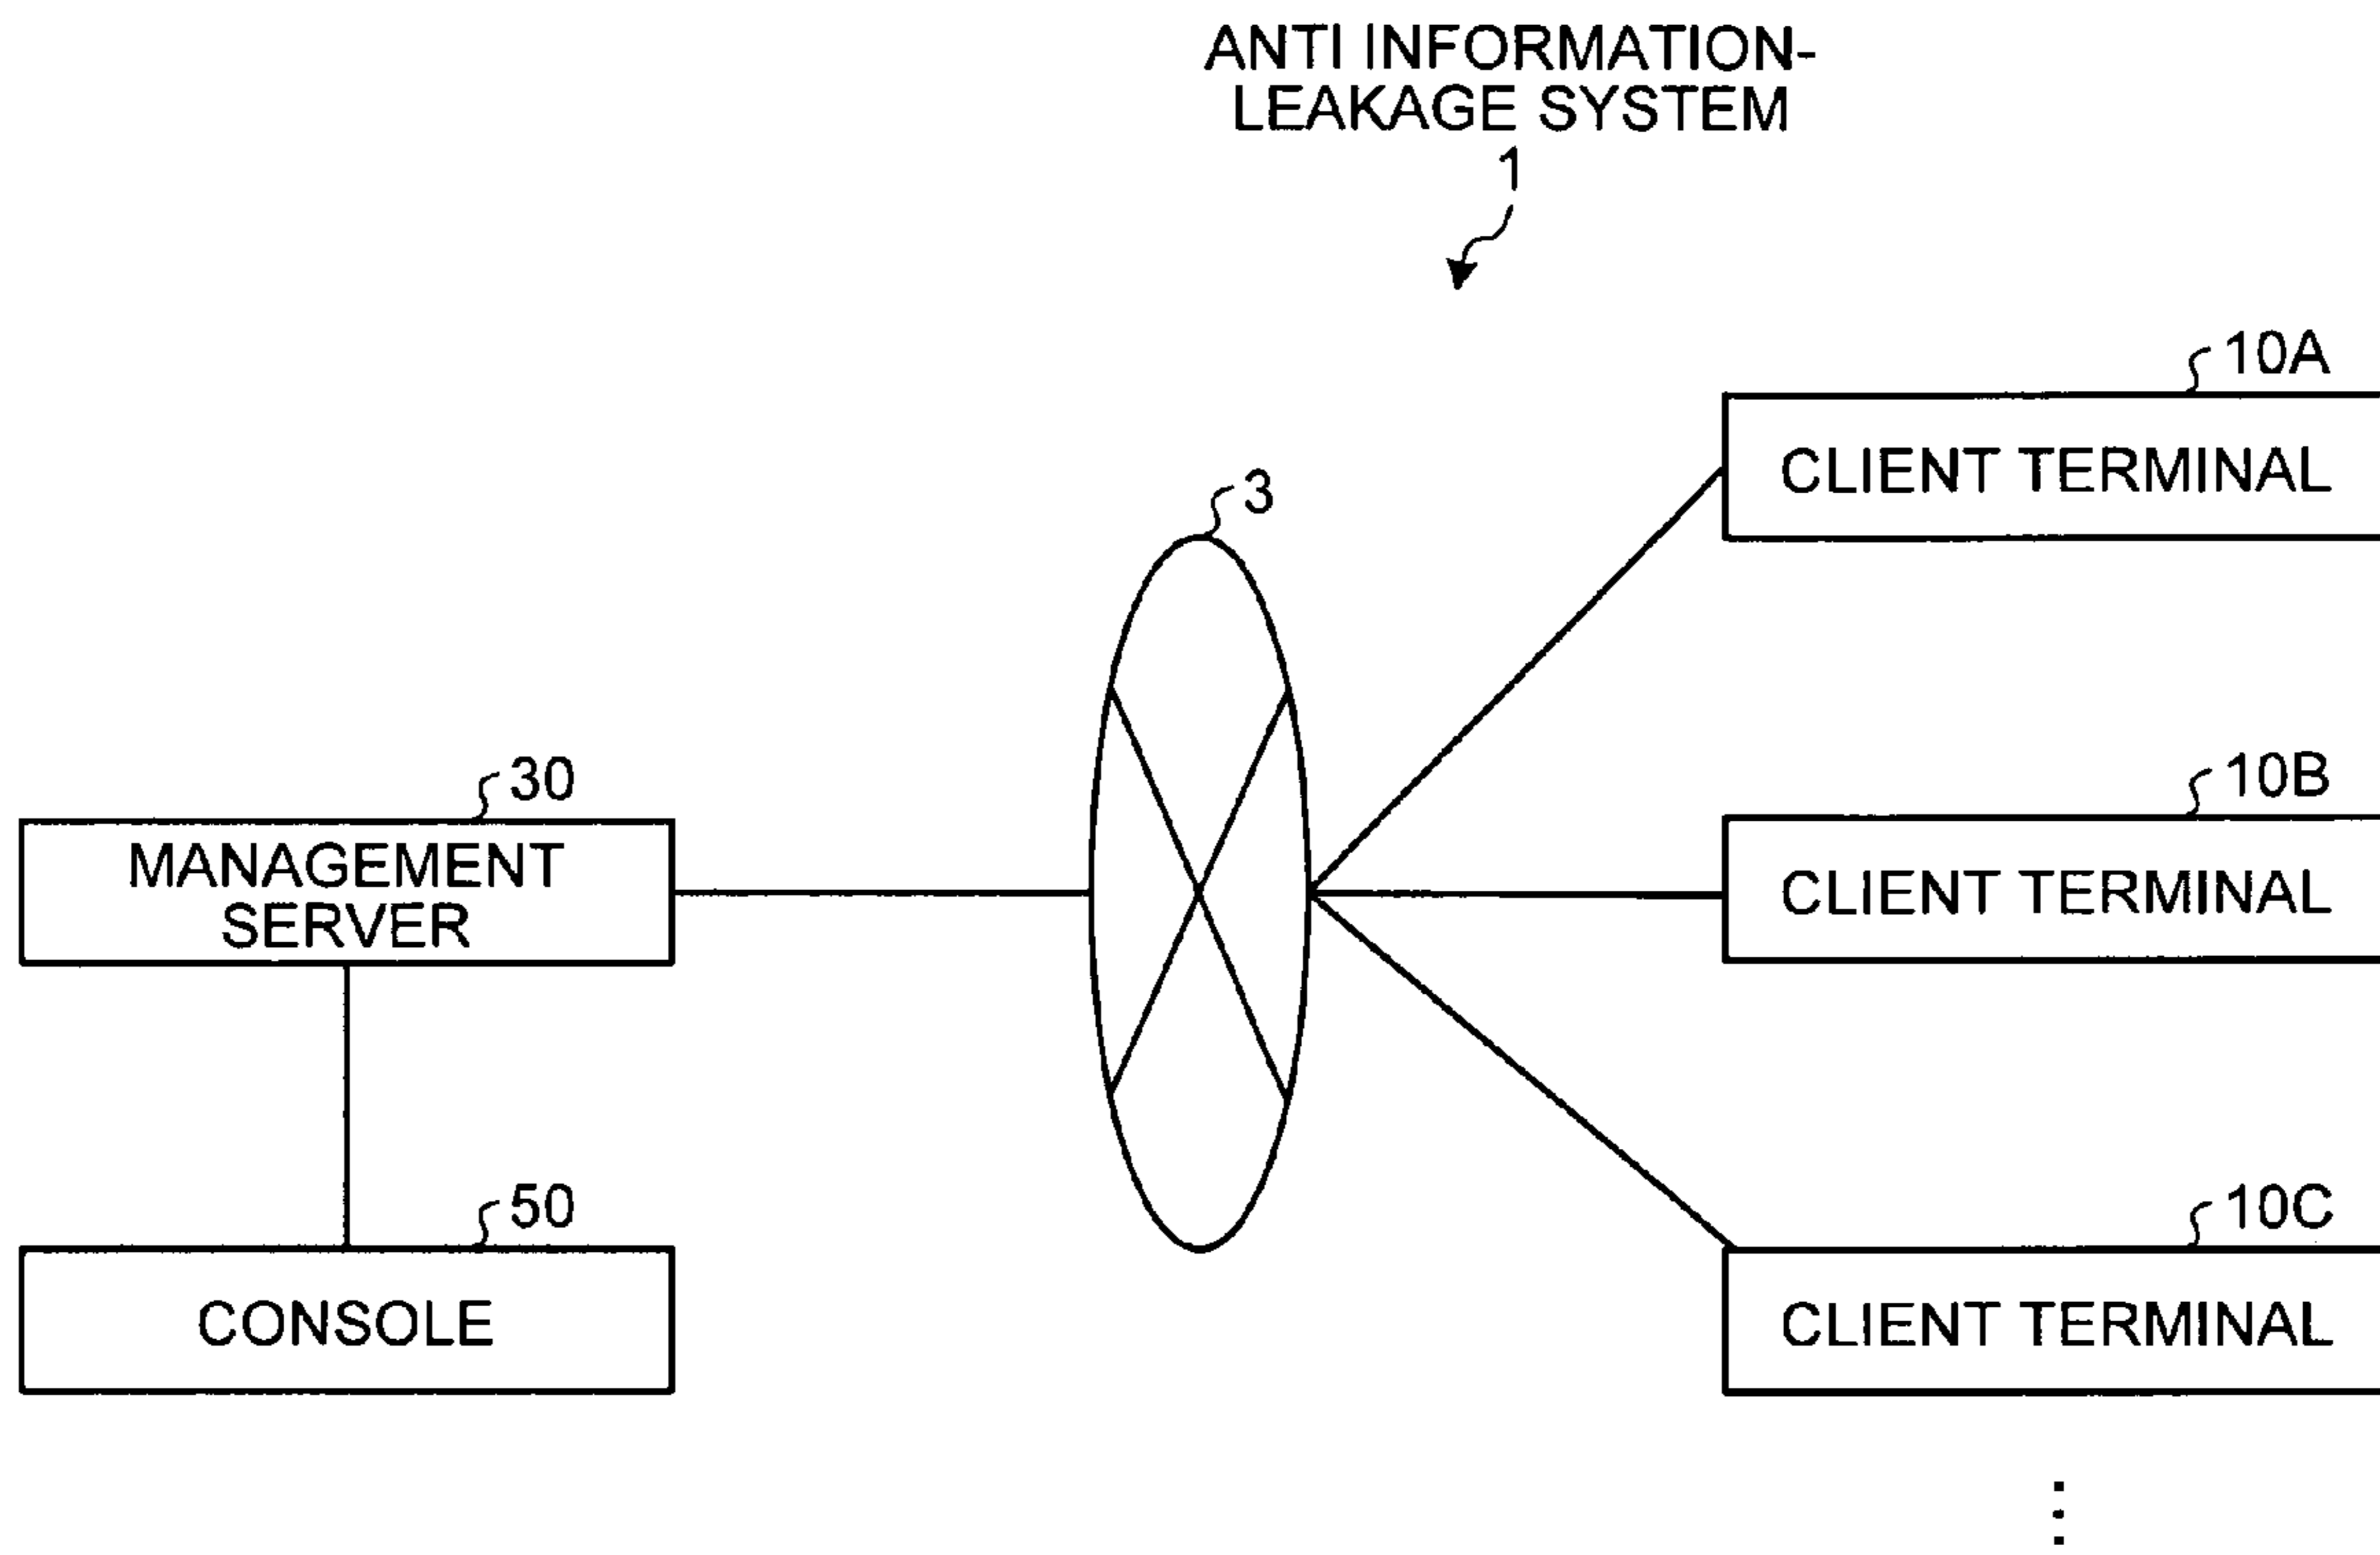 ANTI INFORMATION-
LEAKAGE SYSTEM
1
10A
CLIENT TERMINAL
3
30
MANAGEMENT
SERVER
10B
CLIENT TERMINAL
50
CONSOLE
10C
CLIENT TERMINAL